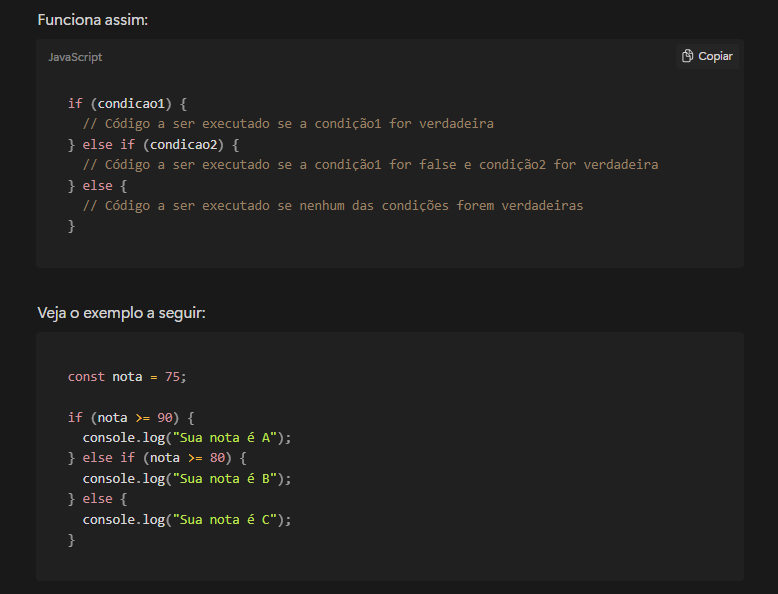 Funciona assim:
JavaScript
Copiar
if (condicao1) {
// Código a ser executado se a condição1 for verdadeira
} else if (condicao2) {
// Código a ser executado se a condição1 for false e condição2 for verdadeira
} else {
// Código a ser executado se nenhum das condições forem verdadeiras
}
Veja o exemplo a seguir:
const nota = 75;
if (nota >= 90) {
console.log("Sua nota é A");
} else if (nota >= 80) {
console.log("Sua nota é B");
} else {
console.log("Sua nota é C");
}